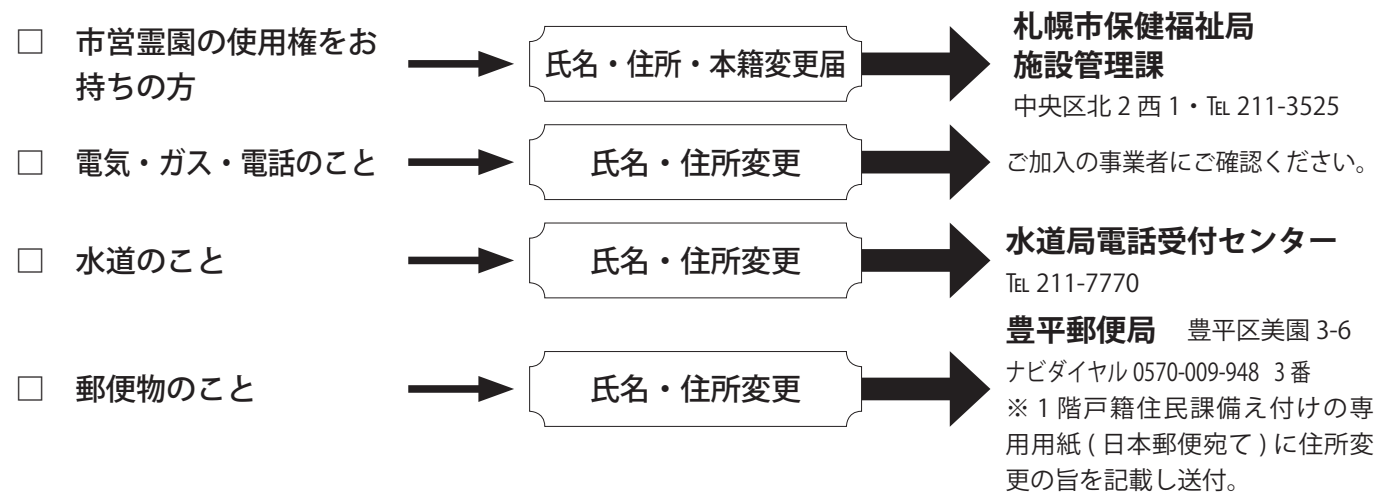 □ 市営霊園の使用権をお
持ちの方
氏名・住所・本籍変更届
札幌市保健福祉局
施設管理課
中央区北 2 西 1・℡ 211-3525
□ 電気・ガス・電話のこと
氏名・住所変更
ご加入の事業者にご確認ください。
□ 水道のこと
氏名・住所変更
水道局電話受付センター
℡ 211-7770
□ 郵便物のこと
氏名・住所変更
豊平郵便局 豊平区美園 3-6
ナビダイヤル 0570-009-948 3 番
※ 1 階戸籍住民課備え付けの専
用用紙 ( 日本郵便宛て ) に住所変
更の旨を記載し送付。